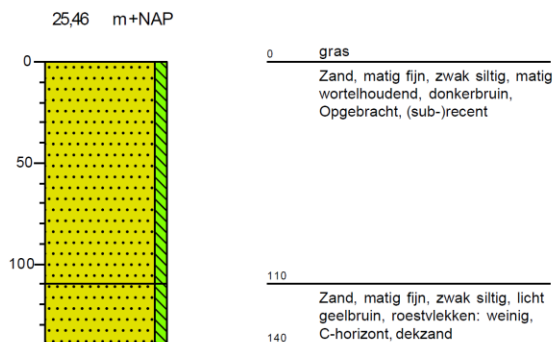 25,46 m+NAP
0
50
100
0 gras
Zand, matig fijn, zwak siltig, matig
wortelhoudend, donkerbruin,
Opgebracht, (sub-)recent
110
Zand, matig fijn, zwak siltig, licht
geelbruin, roestvlekken: weinig,
C-horizont, dekzand
140